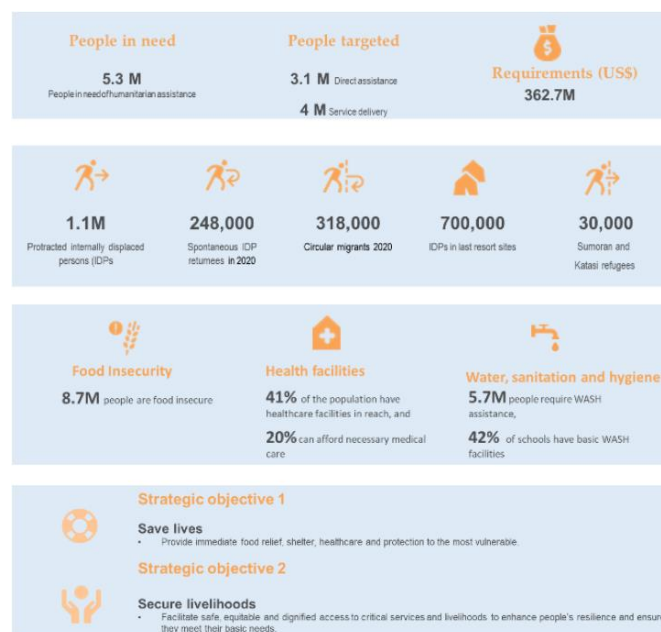 People in need
5.3 M
People in need of humanitarian assistance
People targeted
3.1 M Direct assistance
4 M Service delivery
$
Requirements (US$)
362.7M
1.1M
Protracted internally displaced
persons (IDPs
248,000
Spontaneous IDP
returnees in 2020
318,000
Circular migrants 2020
700,000
IDPs in last resort sites
30,000
Sumoran and
Katasi refugees
Food Insecurity
8.7M people are food insecure
Health facilities
41% of the population have
healthcare facilities in reach, and
20% can afford necessary medical
care
Water, sanitation and hygiene
5.7M people require WASH
assistance,
42% of schools have basic WASH
facilities
Strategic objective 1
Save lives
• Provide immediate food relief, shelter, healthcare and protection to the most vulnerable.
Strategic objective 2
Secure livelihoods
• Facilitate safe, equitable and dignified access to critical services and livelihoods to enhance people's resilience and ensur
they meet their basic needs.